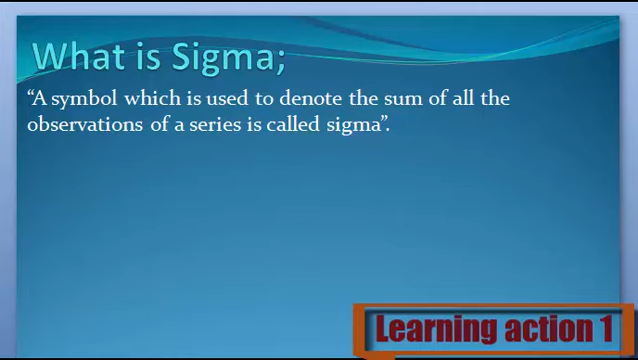 What is Sigma;
“A symbol which is used to denote the sum of all the
observations of a series is called sigma”.
Learning action 1